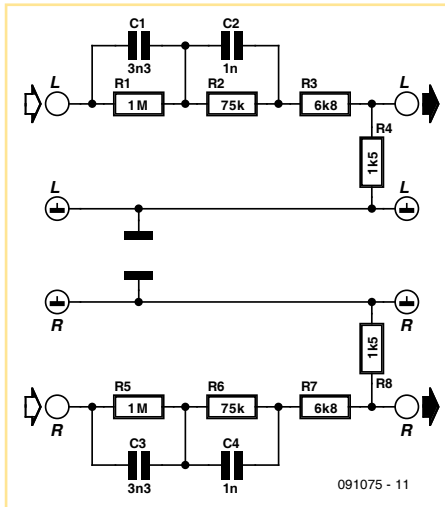 C1 C2
L 3n3 1n L
R1 R2 R3
1M 75k 6k8
R4
1k5
L L
R R
1k5
R5 R6 R7 R8
1M 75k 6k8
R R
C3 C4
3n3 1n
091075 - 11